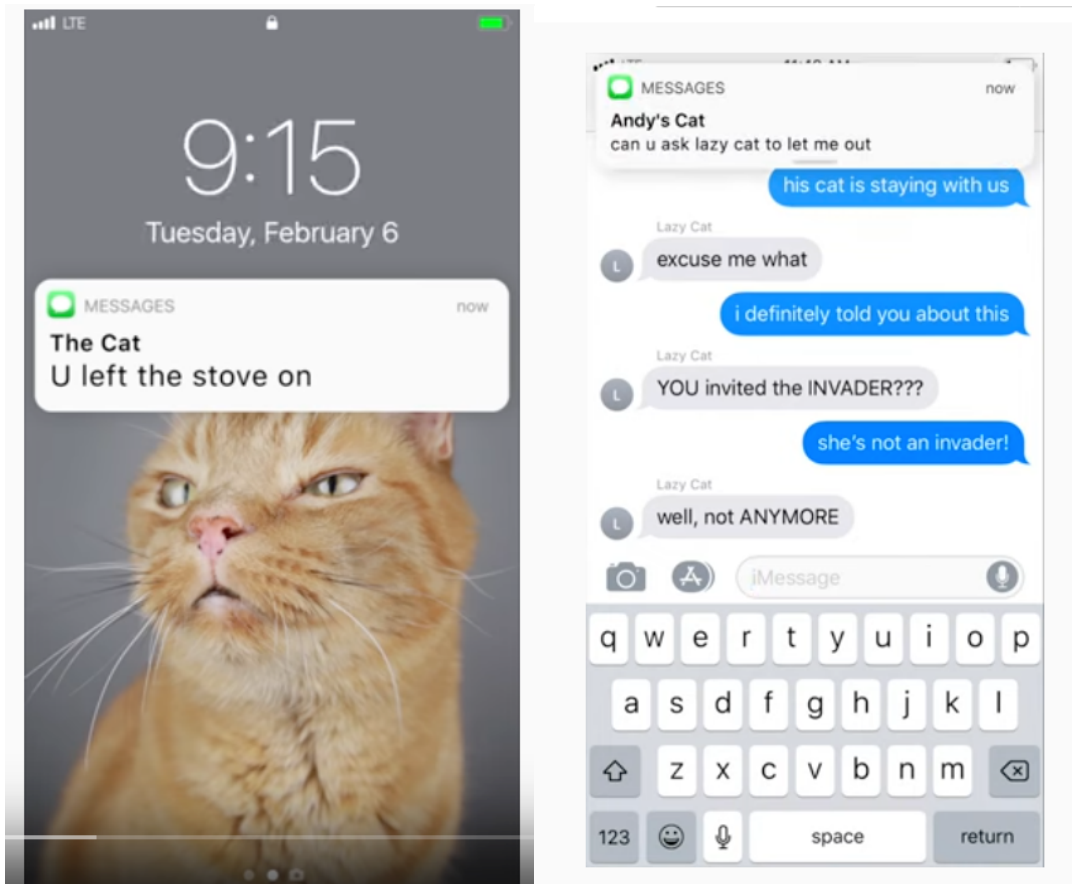 LTE
9:15
Tuesday, February 6
MESSAGES now
The Cat
U left the stove on
MESSAGES now
Andy's Cat
can u ask lazy cat to let me out
his cat is staying with us
Lazy Cat
L excuse me what
i definitely told you about this
Lazy Cat
L YOU invited the INVADER???
she's not an invader!
Lazy Cat
L well, not ANYMORE
iMessage
q w e r t y u i o p
a s d f g h j k l
z x c v b n m
123 space return